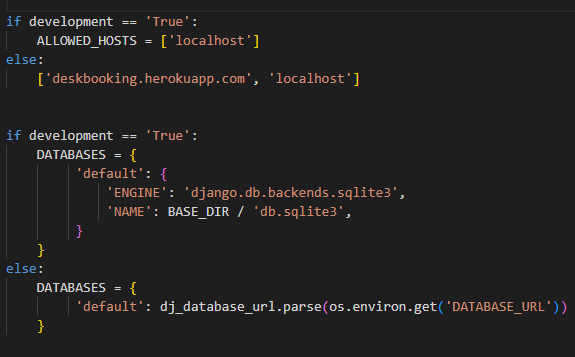 if development == 'True':
    ALLOWED_HOSTS = ['localhost']
else:
    ['deskbooking.herokuapp.com', 'localhost']
if development == 'True':
    DATABASES = {
        'default': {
            'ENGINE': 'django.db.backends.sqlite3',
            'NAME': BASE_DIR / 'db.sqlite3',
        }
    }
else:
    DATABASES = {
        'default': dj_database_url.parse(os.environ.get('DATABASE_URL'))
    }